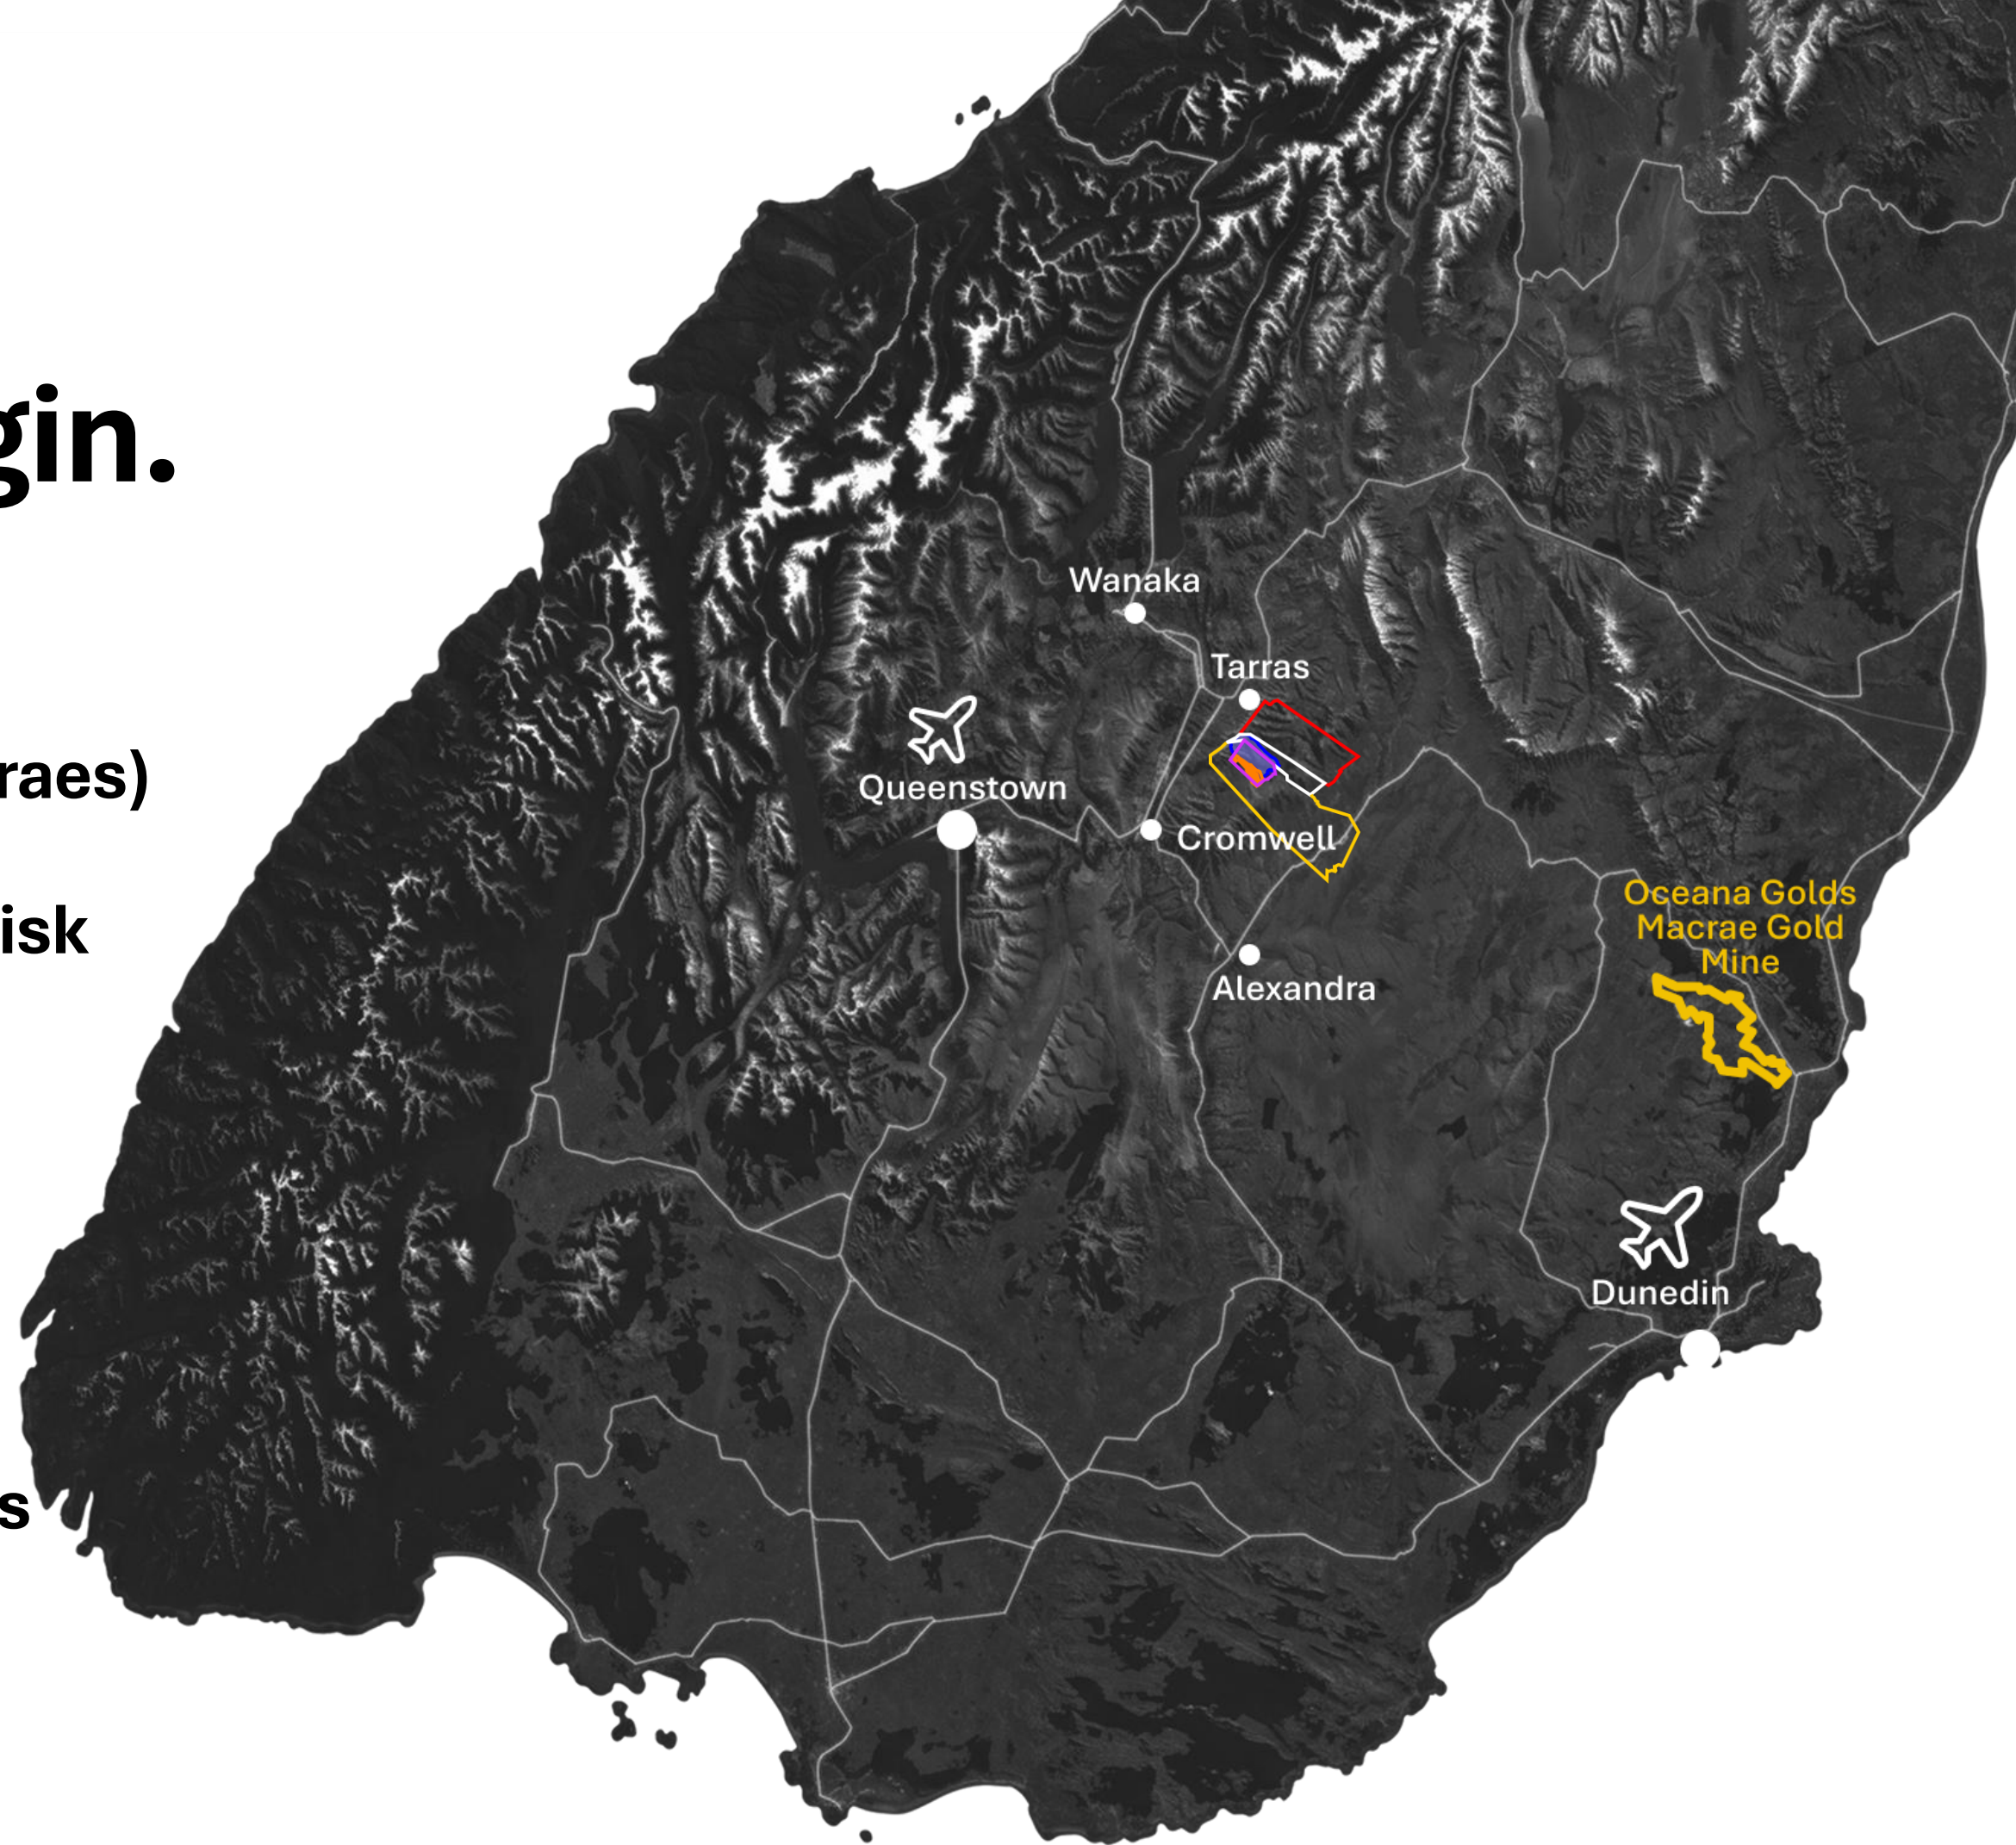 gin.
Wanaka
Tarras
raes)
Queenstown
Cromwell
Oceana Golds
Macrae Gold
Mine
isk
Alexandra
Dunedin
s